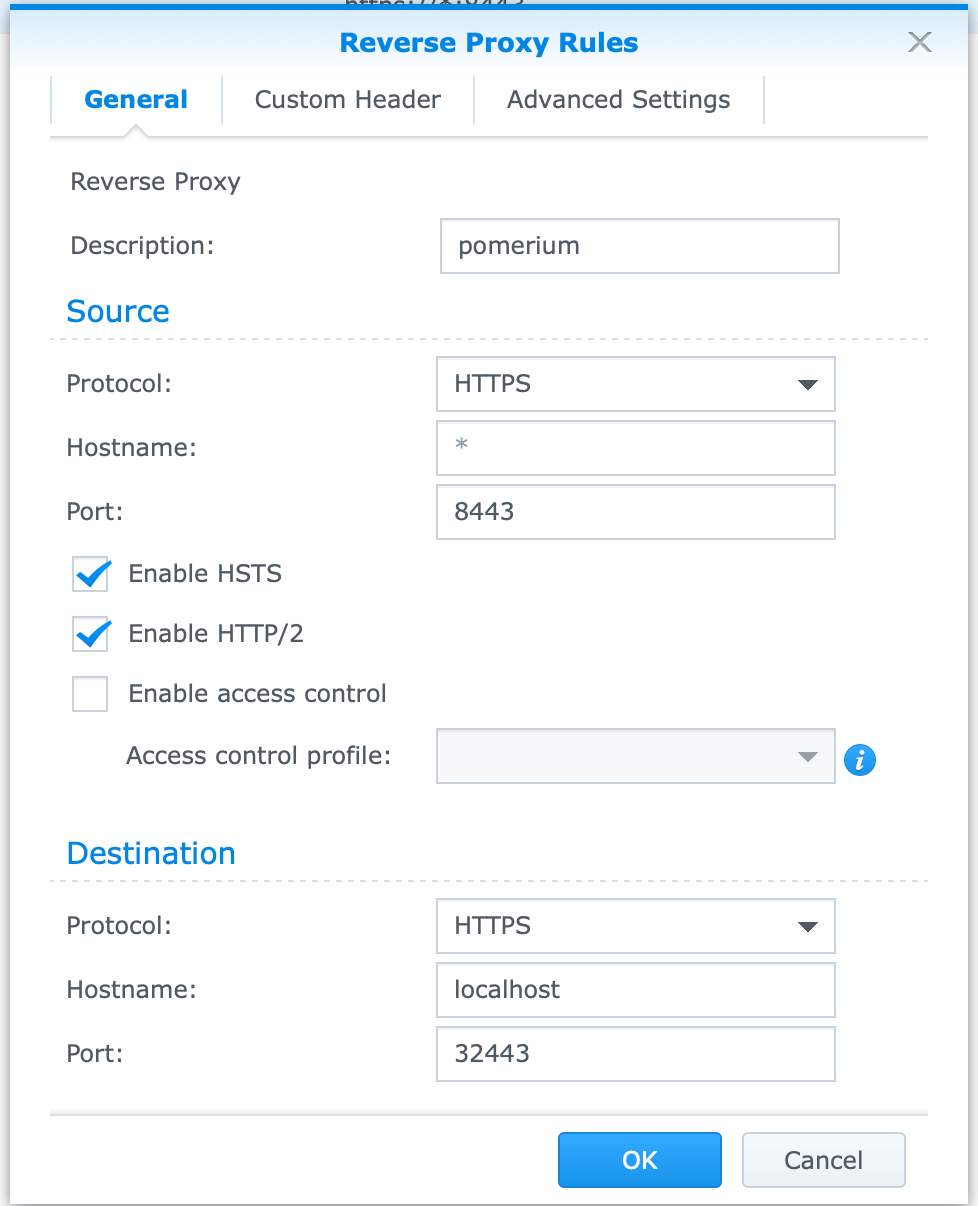 Reverse Proxy Rules
General Custom Header Advanced Settings
Reverse Proxy
Description: pomerium
Source
Protocol: HTTPS
Hostname: *
Port: 8443
Enable HSTS
Enable HTTP/2
Enable access control
Access control profile:
Destination
Protocol: HTTPS
Hostname: localhost
Port: 32443
OK Cancel